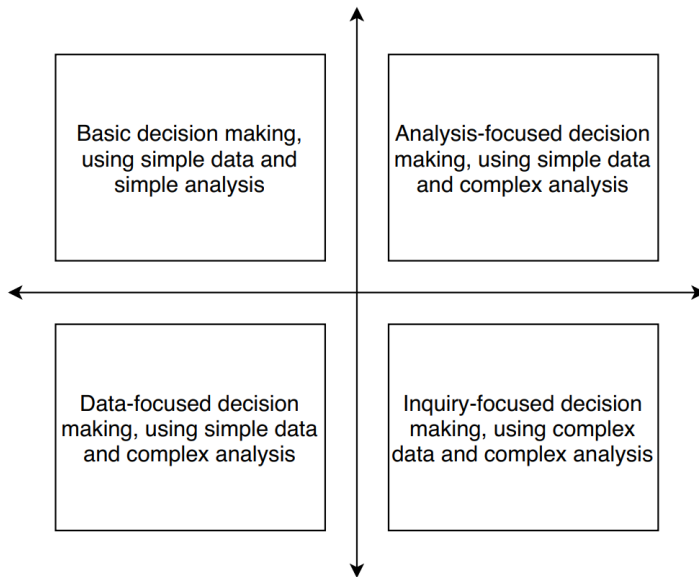 Basic decision making,
using simple data and
simple analysis
Analysis-focused decision
making, using simple data
and complex analysis
Data-focused decision
making, using simple data
and complex analysis
Inquiry-focused decision
making, using complex
data and complex analysis